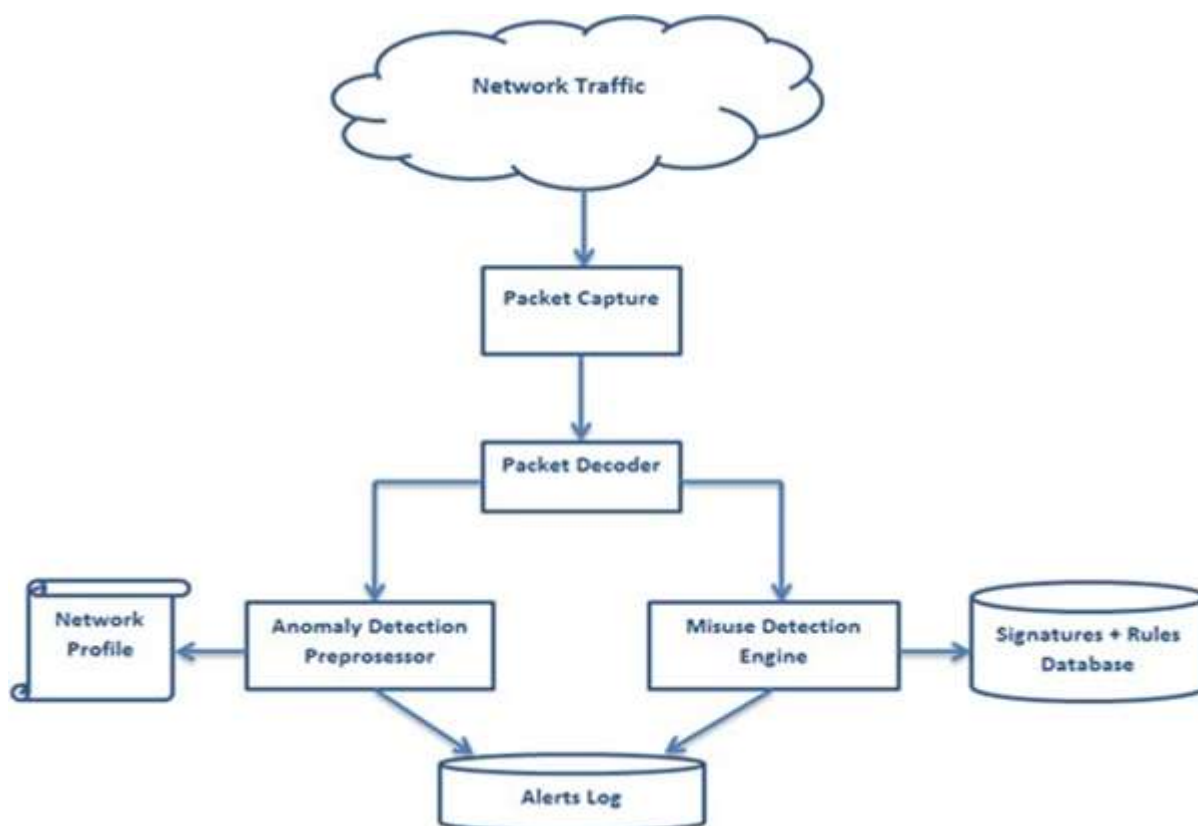 Network Traffic
Packet Capture
Packet Decoder
Network
Profile
Anomaly Detection
Preprosessor
Misuse Detection
Engine
Signatures + Rules
Database
Alerts Log